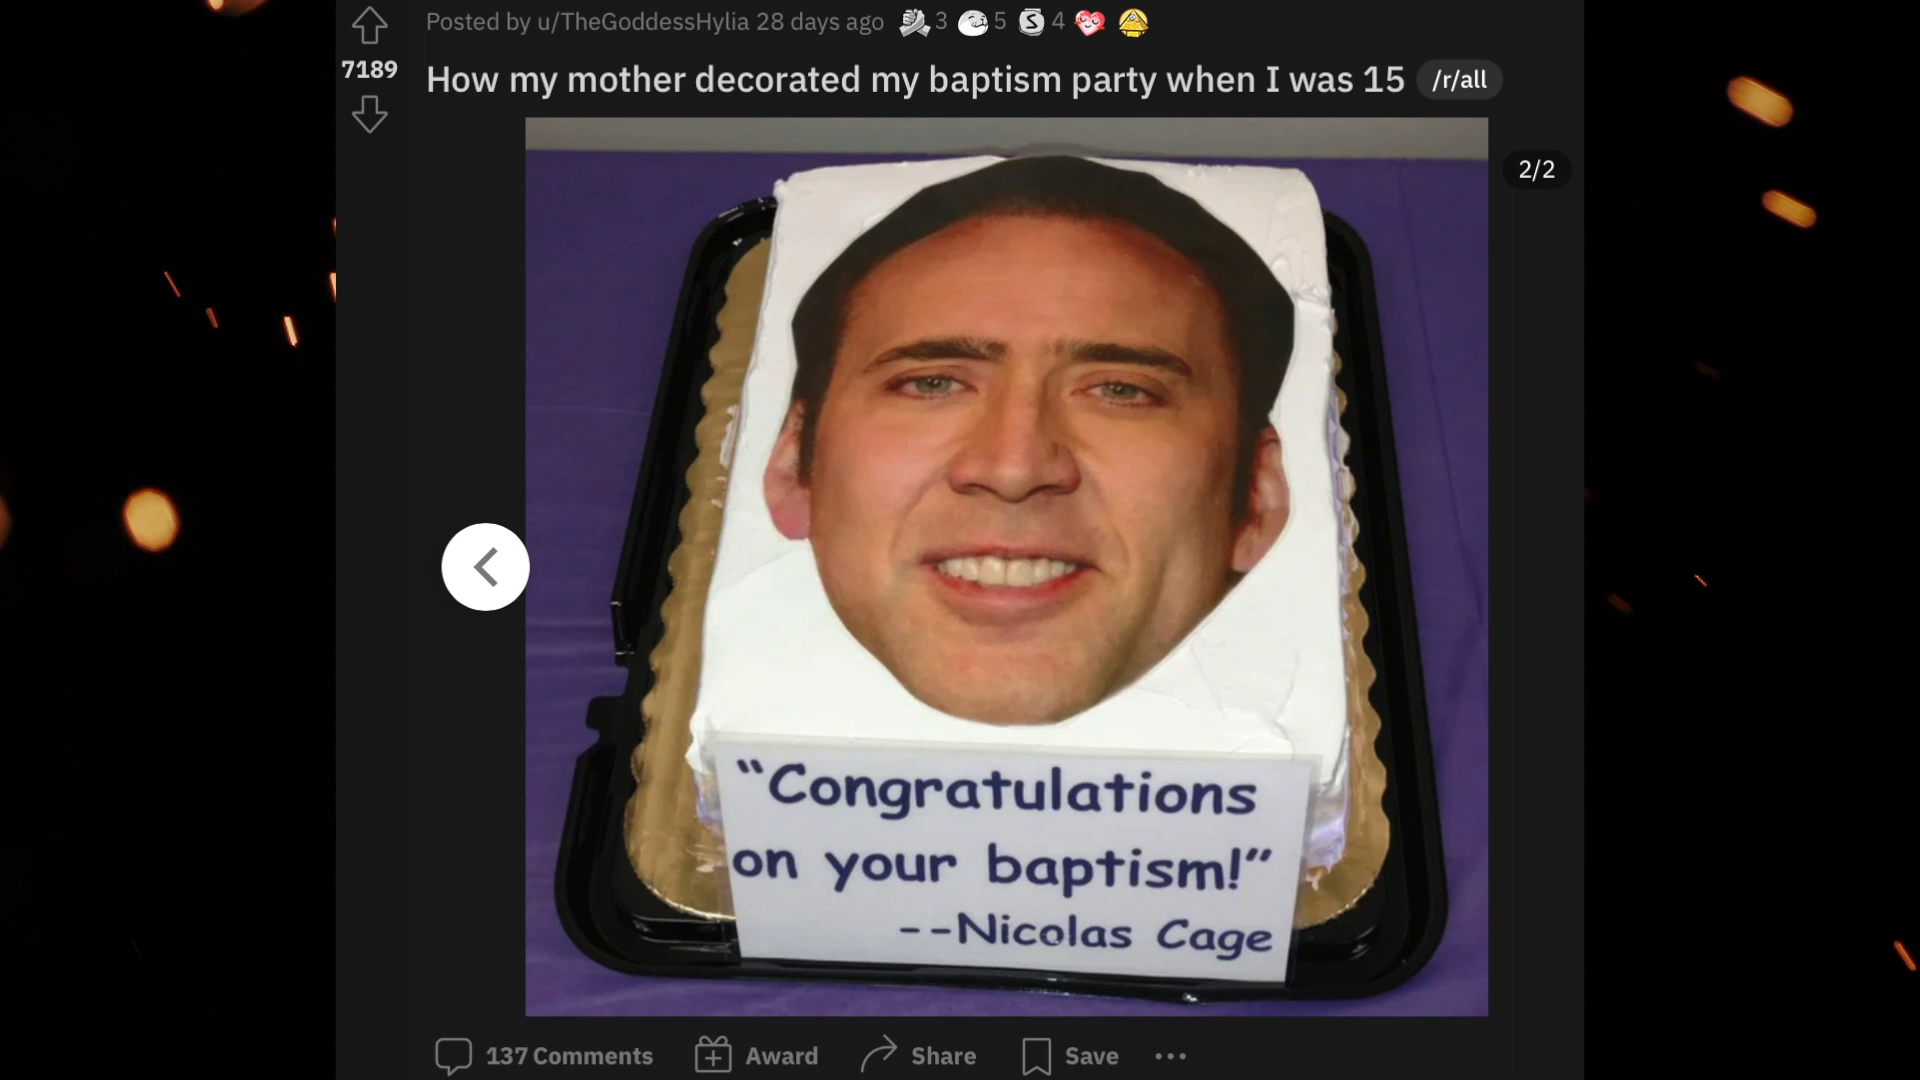 Posted by u/TheGoddessHylia 28 days ago 3 5 S 4
7189
How my mother decorated my baptism party when I was 15 /r/all
2/2
“Congratulations
on your baptism!”
--Nicolas Cage
137 Comments Award Share Save